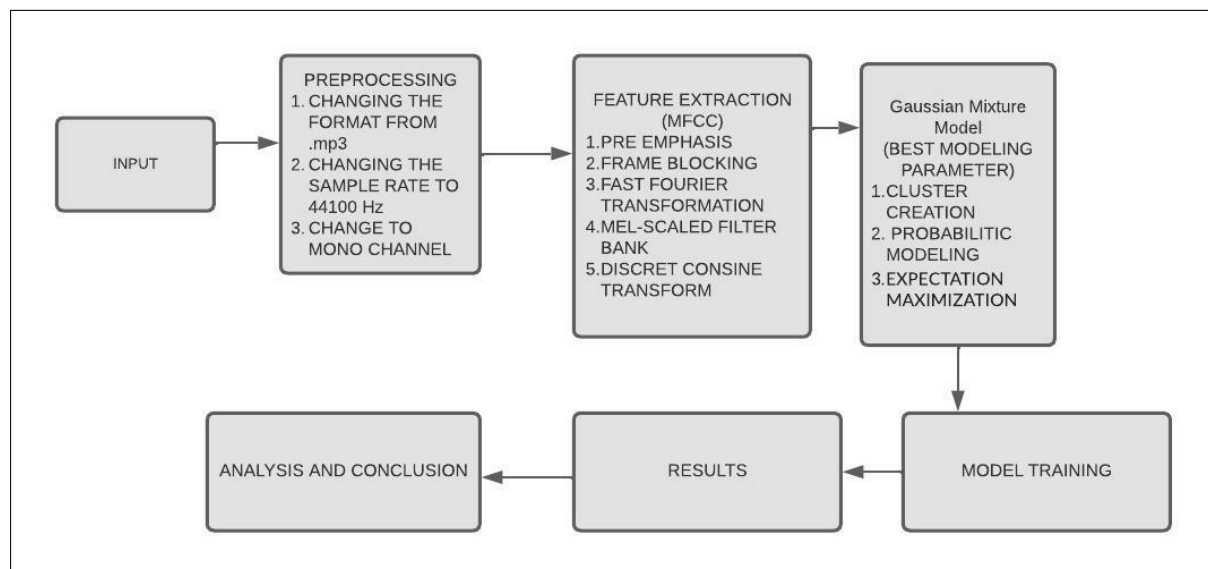 INPUT
PREPROCESSING
1. CHANGING THE
FORMAT FROM
.mp3
2. CHANGING THE
SAMPLE RATE TO
44100 Hz
3. CHANGE TO
MONO CHANNEL
FEATURE EXTRACTION
(MFCC)
1.PRE EMPHASIS
2.FRAME BLOCKING
3.FAST FOURIER
TRANSFORMATION
4.MEL-SCALED FILTER
BANK
5.DISCRET CONSINE
TRANSFORM
Gaussian Mixture
Model
(BEST MODELING
PARAMETER)
1.CLUSTER
CREATION
2. PROBABILITIC
MODELING
3.EXPECTATION
MAXIMIZATION
MODEL TRAINING
RESULTS
ANALYSIS AND CONCLUSION